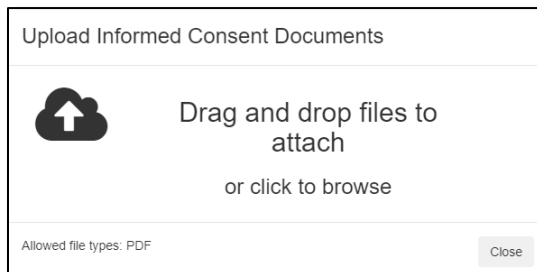 Upload Informed Consent Documents
Drag and drop files to
attach
or click to browse
Allowed file types: PDF
Close